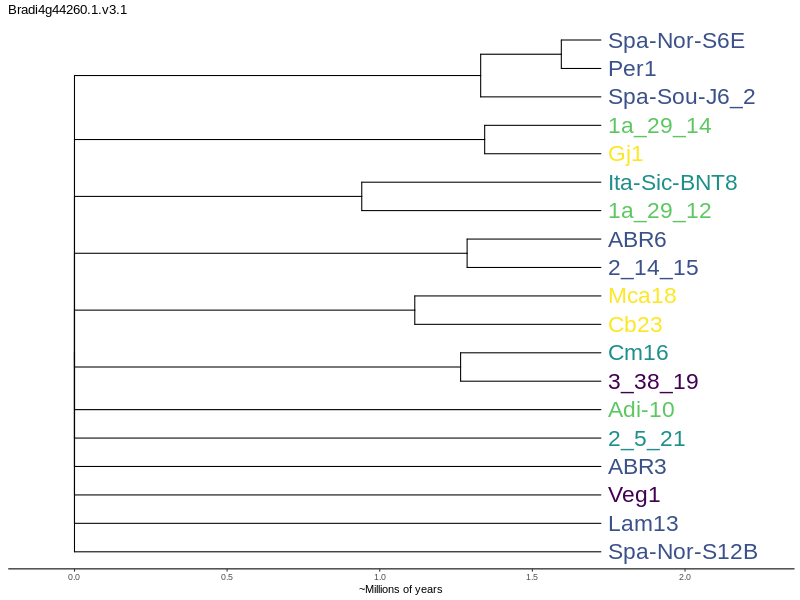 Bradi4g44260.1.v3.1
Spa-Nor-S6E
Per1
Spa-Sou-J6_2
1a_29_14
Gj1
Ita-Sic-BNT8
1a_29_12
ABR6
2_14_15
Mca18
Cb23
Cm16
3_38_19
Adi-10
2_5_21
ABR3
Veg1
Lam13
Spa-Nor-S12B
0.0 0.5 1.0 1.5 2.0
~Millions of years